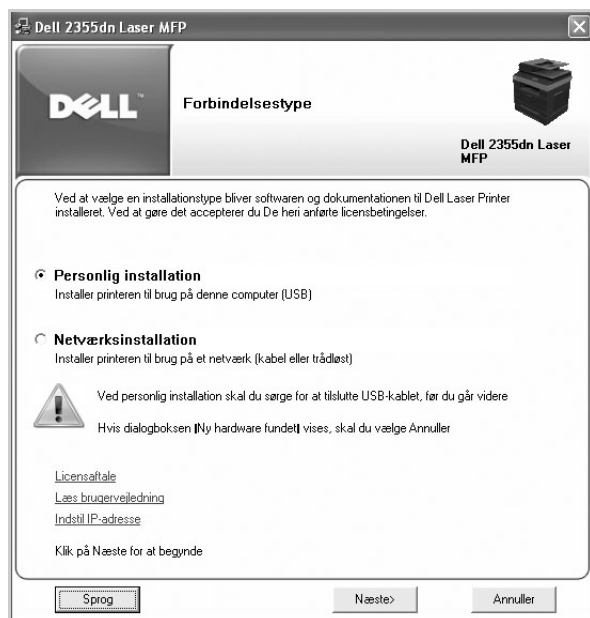 Dell 2355dn Laser MFP
DELL™
Forbindelsestype
Dell 2355dn Laser
MFP
Ved at vælge en installationstype bliver softwaren og dokumentationen til Dell Laser Printer
installeret. Ved at gøre det accepterer du De heri anførte licensbetingelser.
Personlig installation
Installer printeren til brug på denne computer (USB)
Netværksinstallation
Installer printeren til brug på et netværk (kabel eller trådløst)
Ved personlig installation skal du sørge for at tilslutte USB-kablet, før du går videre
Hvis dialogboksen |Ny hardware fundet| vises, skal du vælge Annuller
Licensaftale
Læs brugervejledning
Indstil IP-adresse
Klik på Næste for at begynde
Sprog
Næste>
Annuller